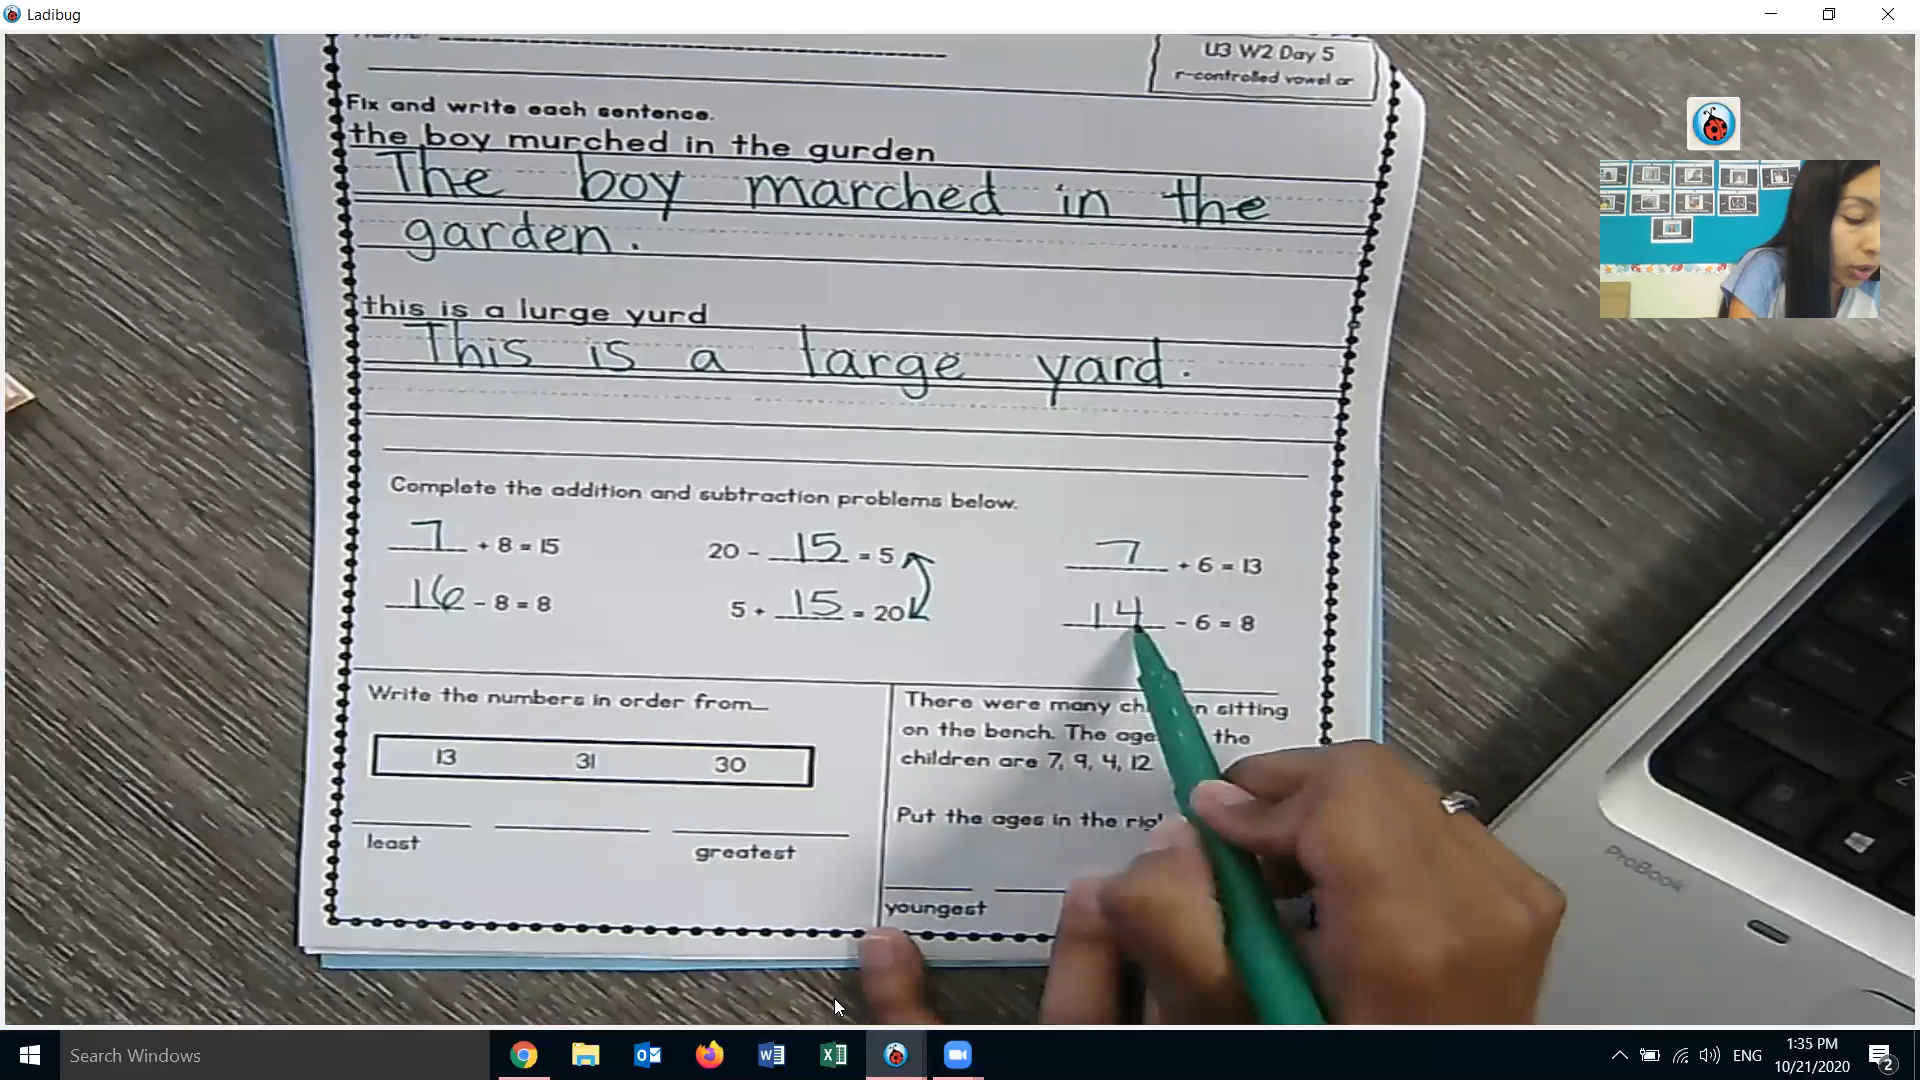 Ladibug
U3 W2 Day 5
r-controlled vowel ar
Fix and write each sentence.
the boy murched in the gurden
The boy marched in the
garden.
this is a lurge yurd
This is a large yard.
Complete the addition and subtraction problems below.
7 + 8 = 15
20 - 15 = 5
7 + 6 = 13
16 - 8 = 8
5 + 15 = 20
14 - 6 = 8
Write the numbers in order from...
13 31 30
least
greatest
There were many sitting
on the bench. The the
children are 7, 9, 4, 12
Put the ages in the
youngest
ProBook
Search Windows
ENG
1:35 PM
10/21/2020
2